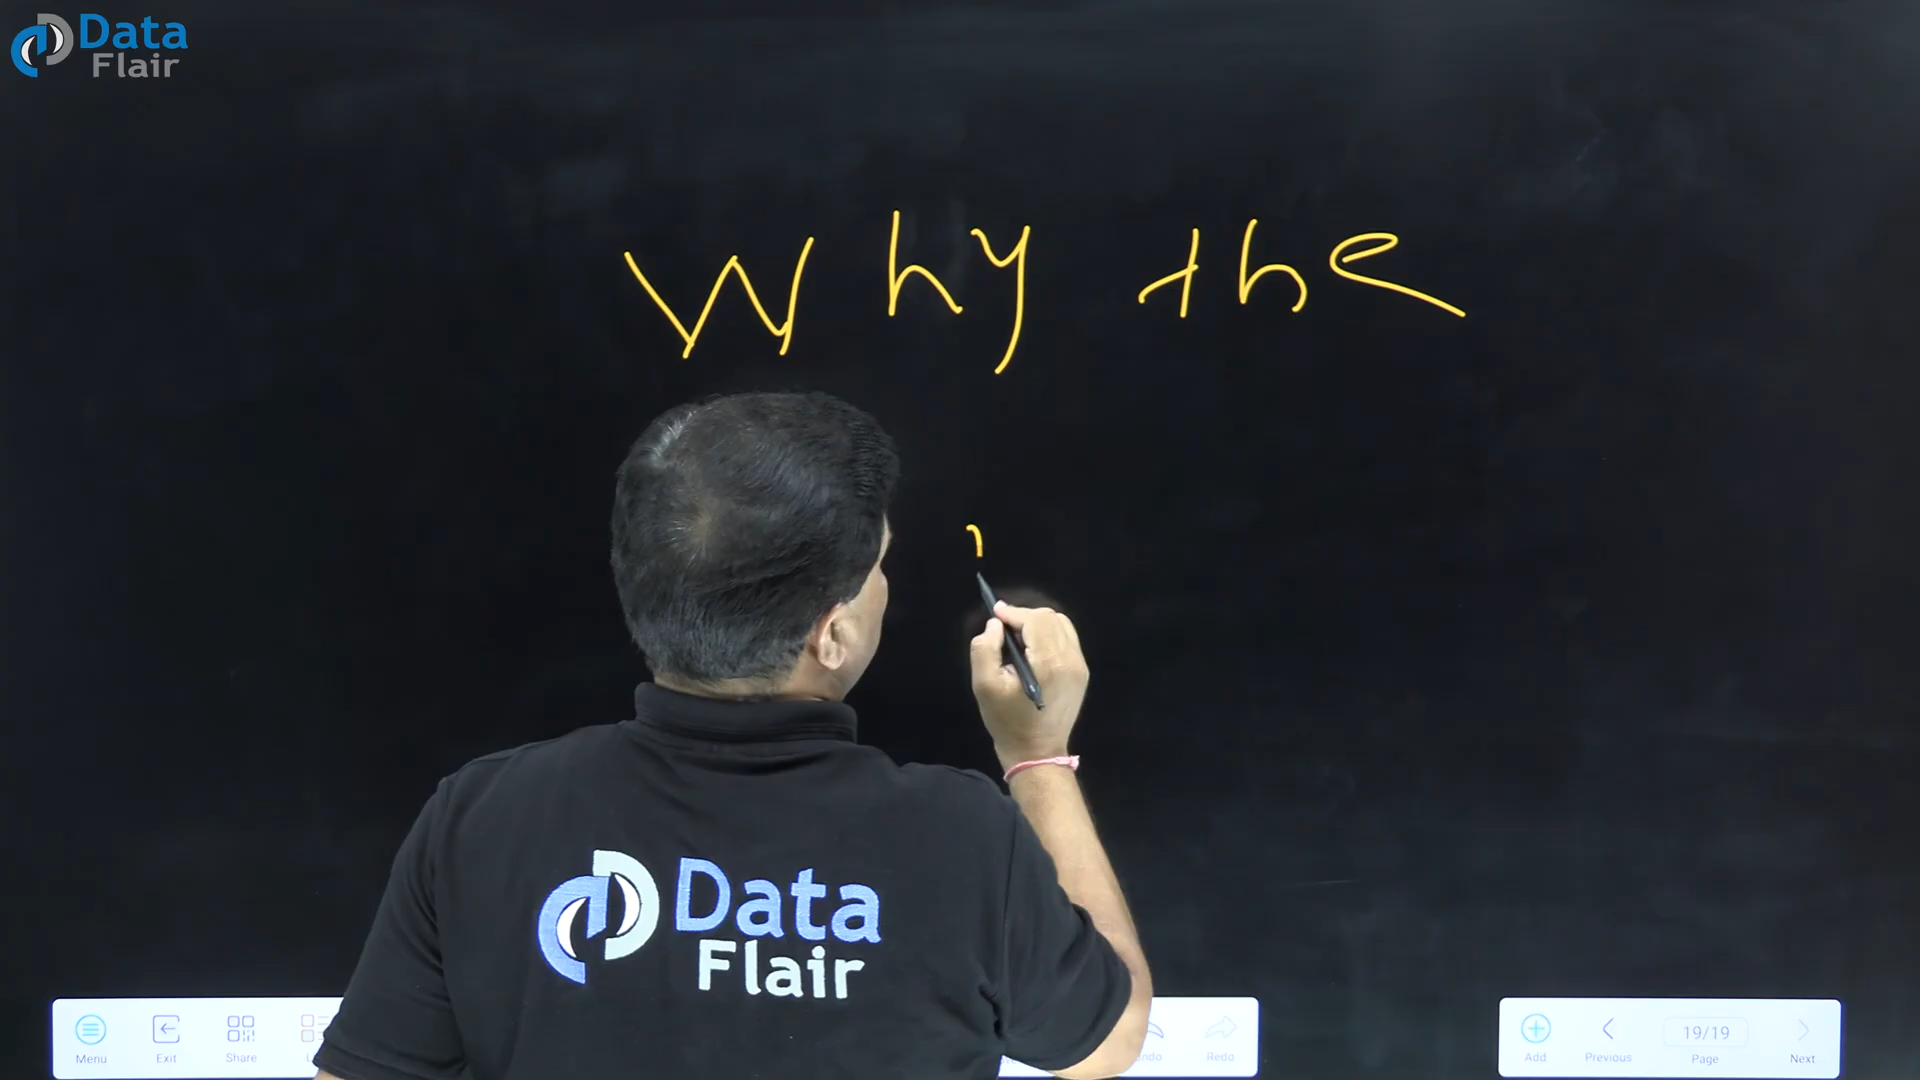 Data
Flair
Why the
Data
Flair
Menu
Exit
Share
Redo
Add
Previous
19/19
Page
Next